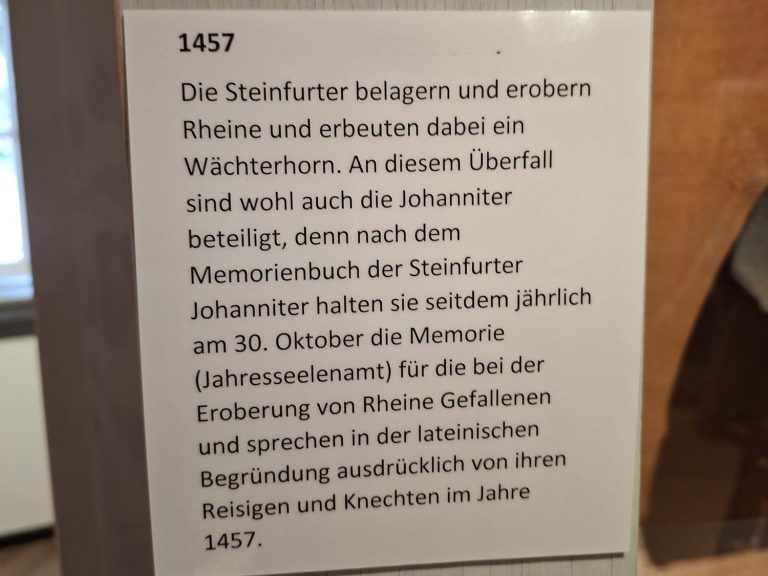 1457
Die Steinfurter belagern und erobern
Rheine und erbeuten dabei ein
Wächterhorn. An diesem Überfall
sind wohl auch die Johanniter
beteiligt, denn nach dem
Memorienbuch der Steinfurter
Johanniter halten sie seitdem jährlich
am 30. Oktober die Memorie
(Jahresseelenamt) für die bei der
Eroberung von Rheine Gefallenen
und sprechen in der lateinischen
Begründung ausdrücklich von ihren
Reisigen und Knechten im Jahre
1457.